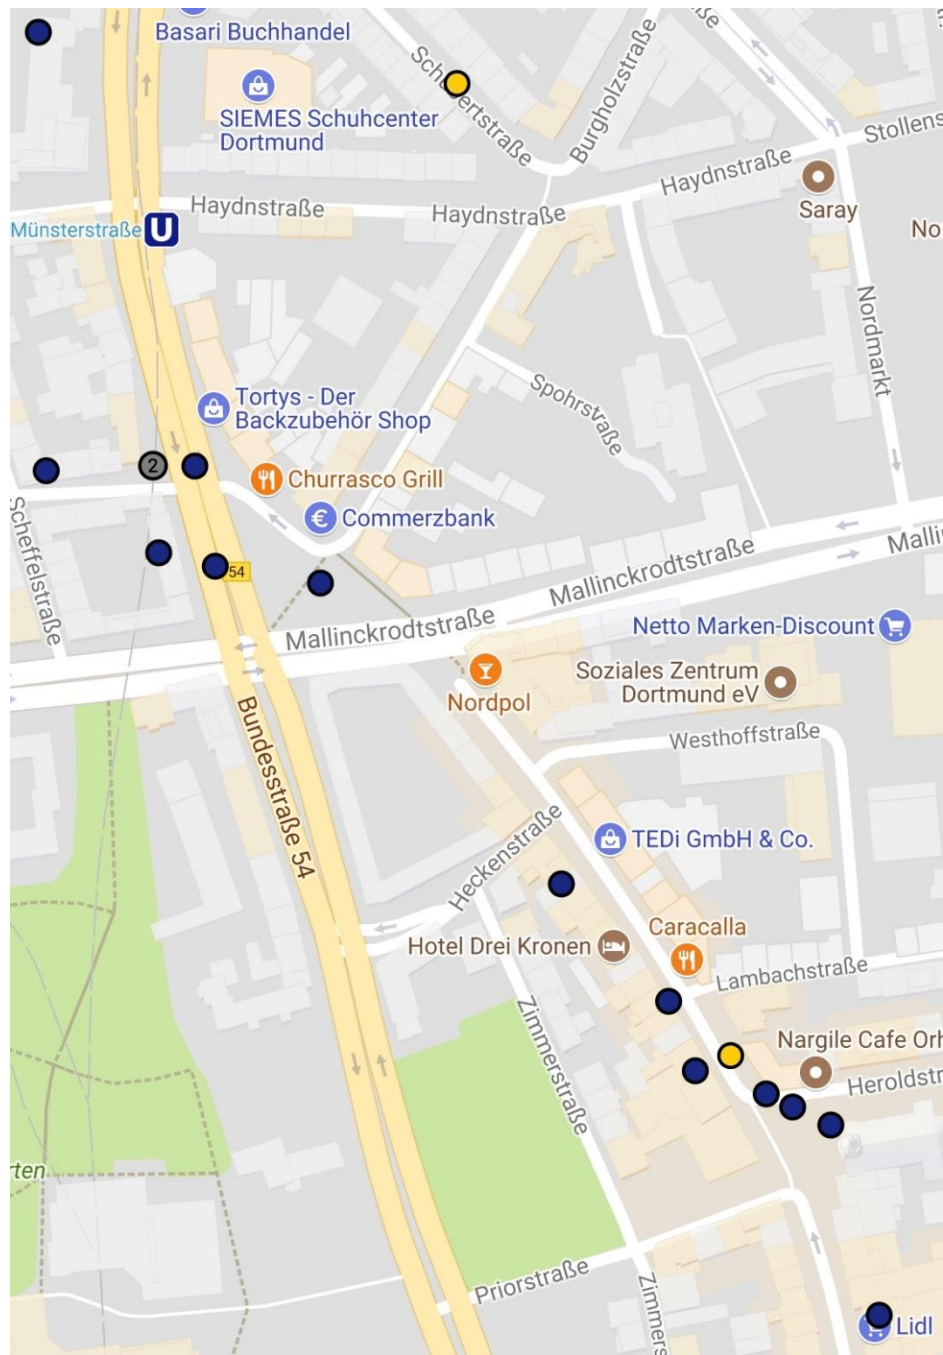 Basari Buchhandel
SIEMES Schuhcenter
Dortmund
Burgholzstraße
Stollens
Haydnstraße
Saray
Haydnstraße
Haydnstraße
Münsterstraße
U
No
Nordmarkt
Spohrstraße
Tortys - Der
Backzubehör Shop
2
Churrasco Grill
€ Commerzbank
Scheffelstraße
54
Mallinckrodtstraße
Malli
Mallinckrodtstraße
Netto Marken-Discount
Soziales Zentrum
Dortmund eV
Nordpol
Westhoffstraße
Bundesstraße 54
TEDi GmbH & Co.
Heckenstraße
Caracalla
Hotel Drei Kronen
Lambachstraße
Zimmerstraße
Nargile Cafe Orh
Heroldstr
rten
Priorstraße
Zimmers
Lidl